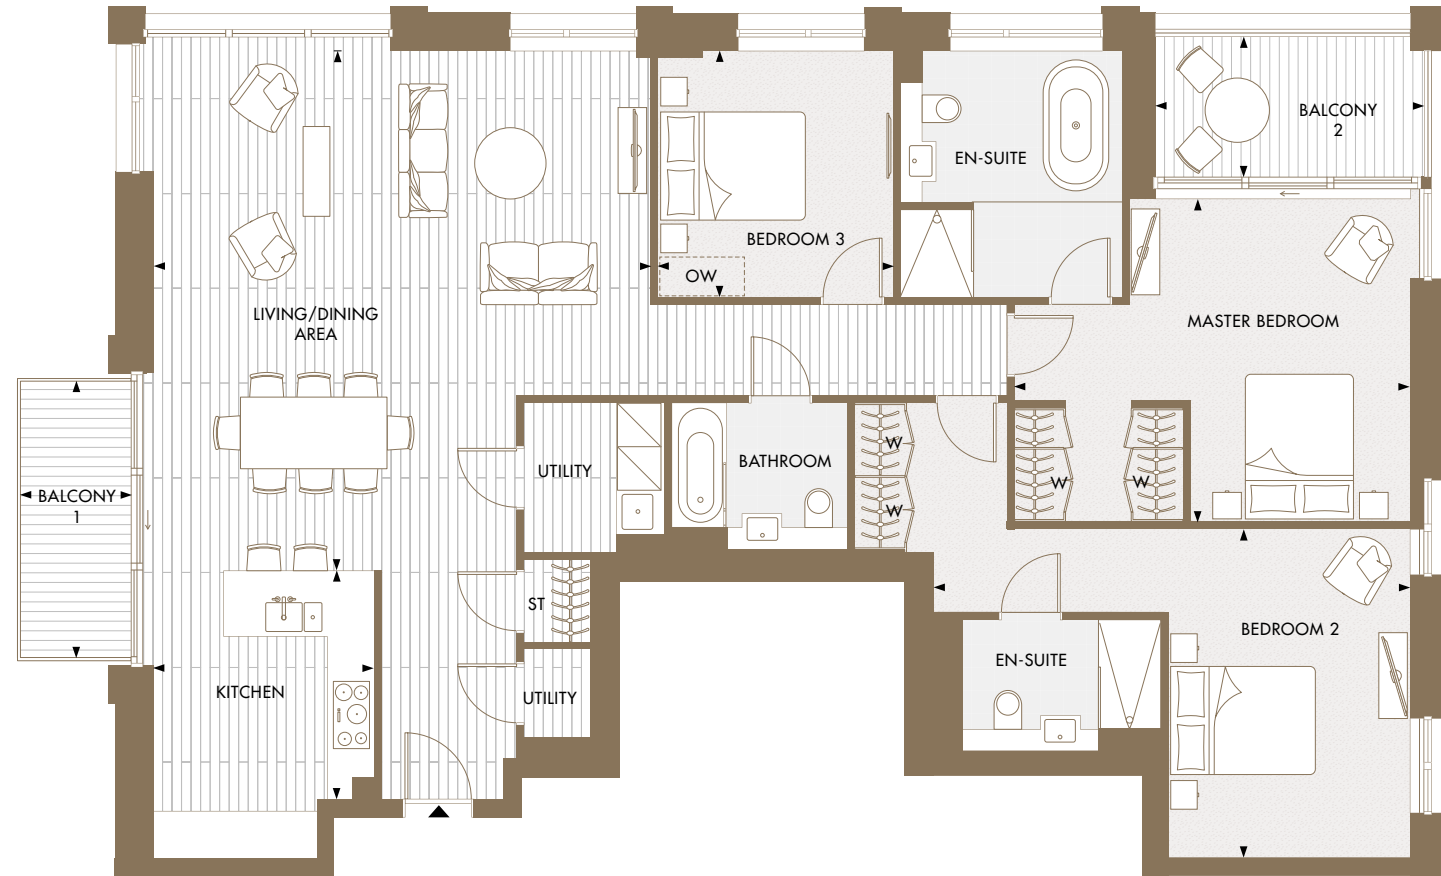 BALCONY
2
EN-SUITE
BEDROOM 3
OW
LIVING/DINING
AREA
MASTER BEDROOM
W
UTILITY
BATHROOM
W
W
BALCONY
1
W
ST
BEDROOM 2
EN-SUITE
KITCHEN
UTILITY